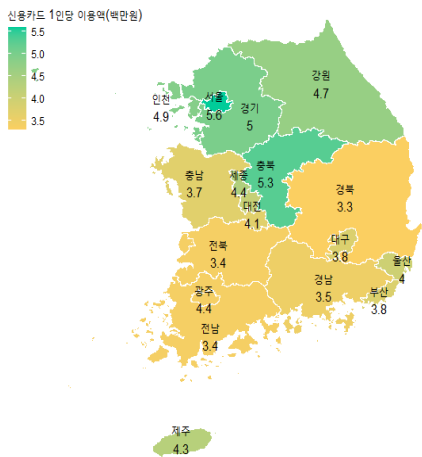 신용카드 1인당 이용액(백만원)
5.5
5.0
4.5
4.0
3.5
강원
4.7
서울
5.6
인천
4.9
경기
5
충북
5.3
충남
3.7
세종
4.4
대전
4.1
경북
3.3
대구
3.8
울산
4
전북
3.4
경남
3.5
부산
3.8
광주
4.4
전남
3.4
제주
4.3